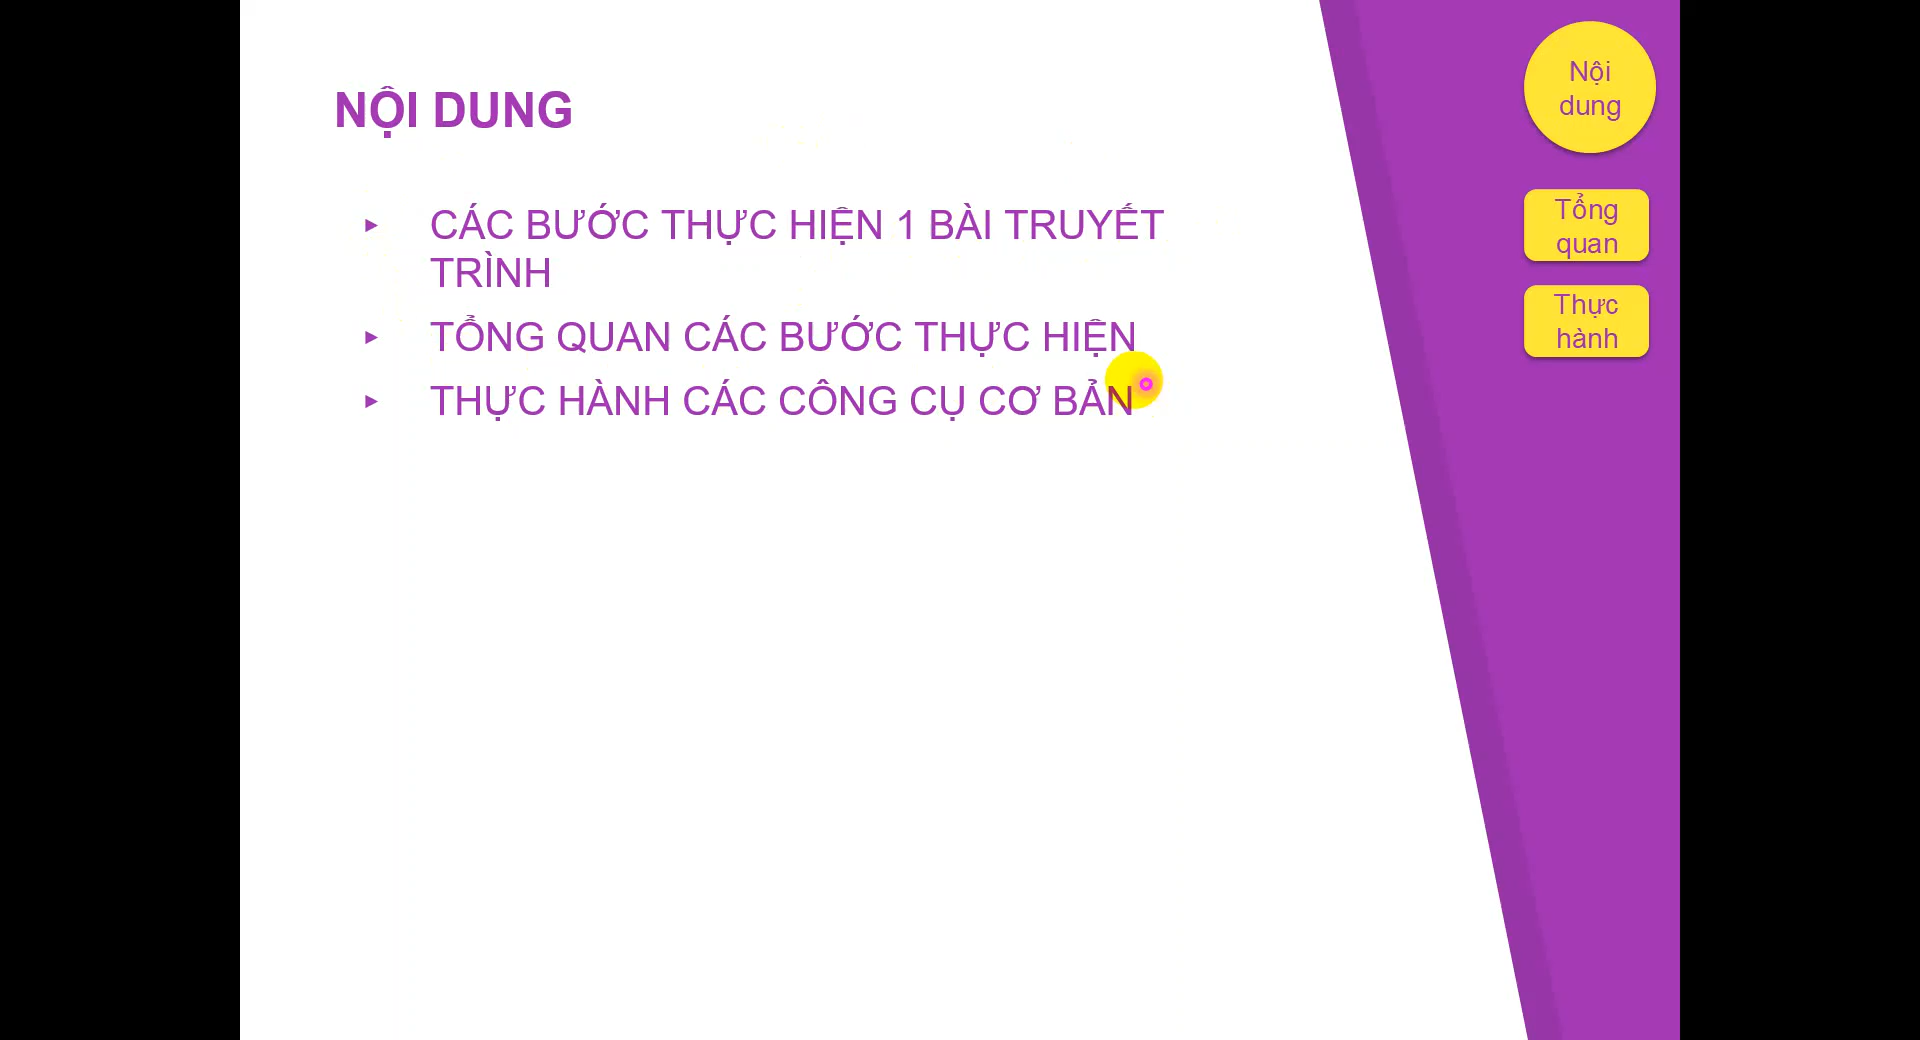 NỘI DUNG
CÁC BƯỚC THỰC HIỆN 1 BÀI TRUYẾT
TRÌNH
TỔNG QUAN CÁC BƯỚC THỰC HIỆN
THỰC HÀNH CÁC CÔNG CỤ CƠ BẢN
Nội
dung
Tổng
quan
Thực
hành